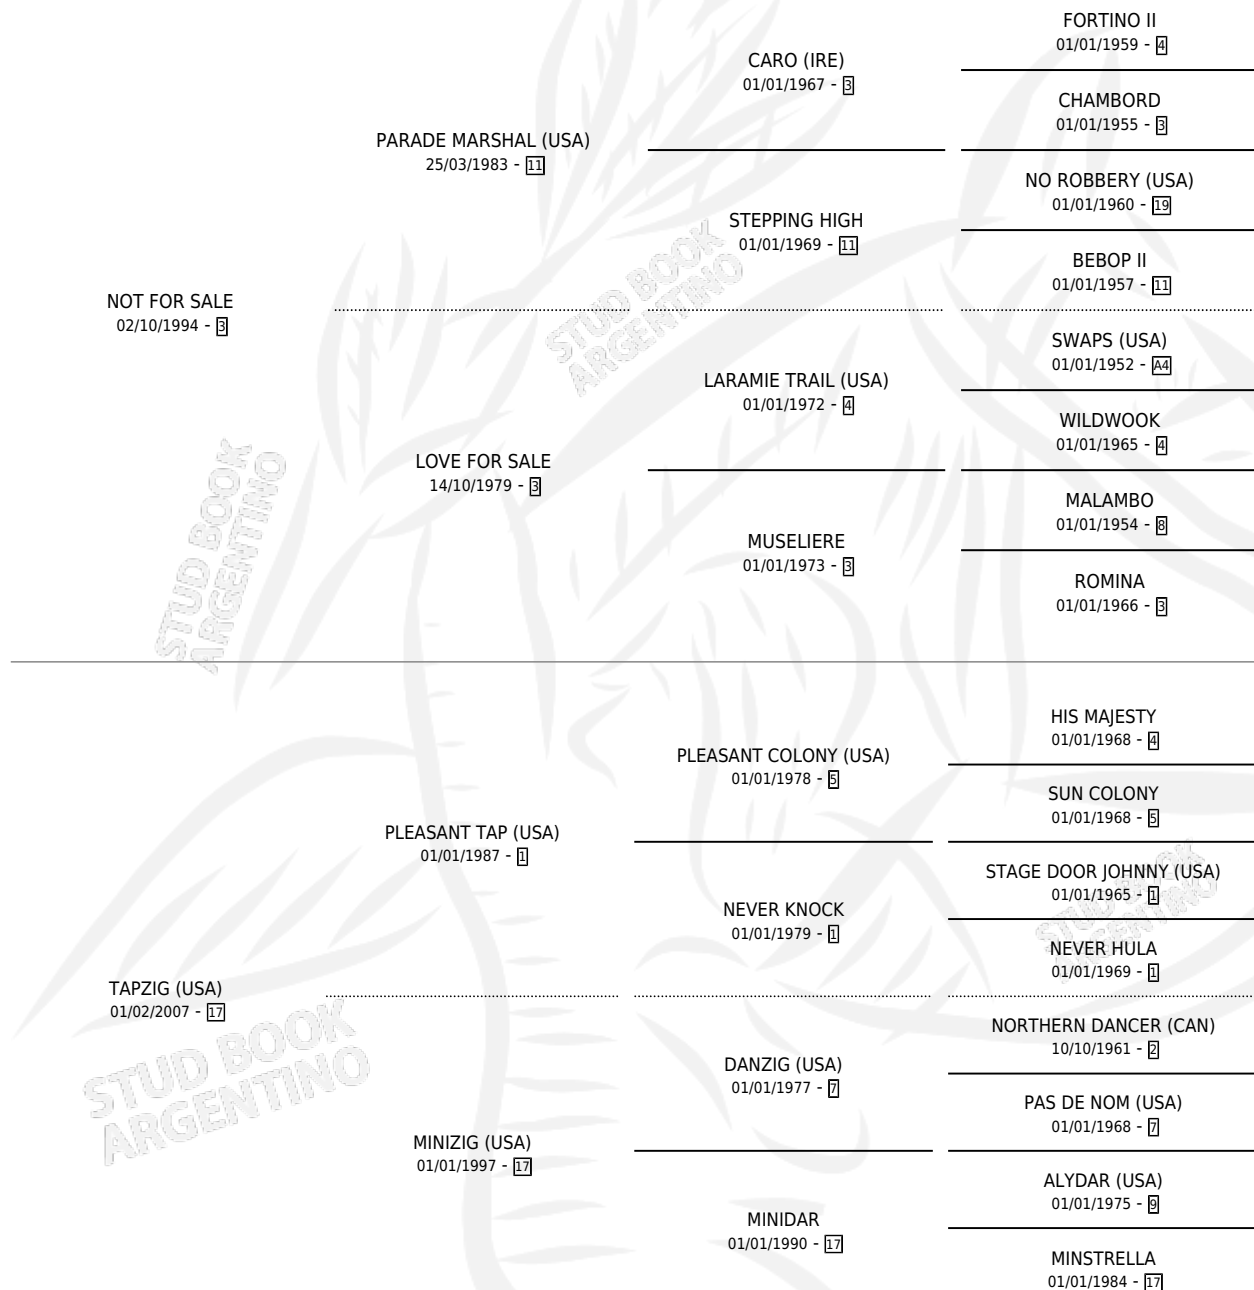 FORTINO II
01/01/1959 - 4
CARO (IRE)
01/01/1967 - 3
CHAMBORD
01/01/1955 - 3
PARADE MARSHAL (USA)
25/03/1983 - 11
NO ROBBERY (USA)
01/01/1960 - 19
STEPPING HIGH
01/01/1969 - 11
BEBOP II
01/01/1957 - 11
NOT FOR SALE
02/10/1994 - 3
SWAPS (USA)
01/01/1952 - A4
LARAMIE TRAIL (USA)
01/01/1972 - 4
WILDWOOK
01/01/1965 - 4
LOVE FOR SALE
14/10/1979 - 3
MALAMBO
01/01/1954 - 8
MUSELIERE
01/01/1973 - 3
ROMINA
01/01/1966 - 3
STUD BOOK
ARGENTINO
STUD BOOK
ARGENTINO
HIS MAJESTY
01/01/1968 - 4
PLEASANT COLONY (USA)
01/01/1978 - 5
SUN COLONY
01/01/1968 - 5
PLEASANT TAP (USA)
01/01/1987 - 1
STAGE DOOR JOHNNY (USA)
01/01/1965 - 1
NEVER KNOCK
01/01/1979 - 1
NEVER HULA
01/01/1969 - 1
TAPZIG (USA)
01/02/2007 - 17
NORTHERN DANCER (CAN)
10/10/1961 - 2
DANZIG (USA)
01/01/1977 - 7
PAS DE NOM (USA)
01/01/1968 - 7
MINIZIG (USA)
01/01/1997 - 17
ALYDAR (USA)
01/01/1975 - 9
MINIDAR
01/01/1990 - 17
MINSTRELLA
01/01/1984 - 17
STUD BOOK
ARGENTINO
STUD BOOK
ARGENTINO